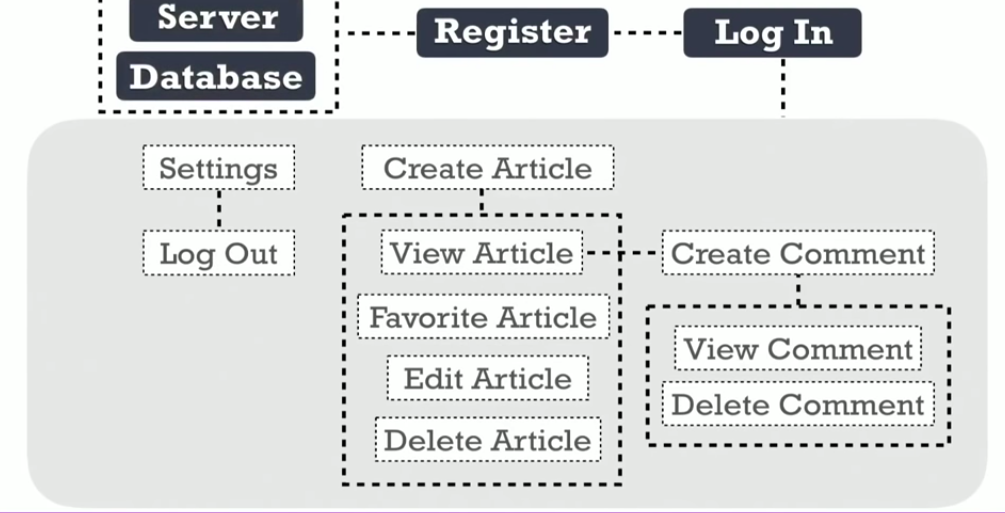 Server
Database
Register
Log In
Settings
Log Out
Create Article
View Article
Favorite Article
Edit Article
Delete Article
Create Comment
View Comment
Delete Comment